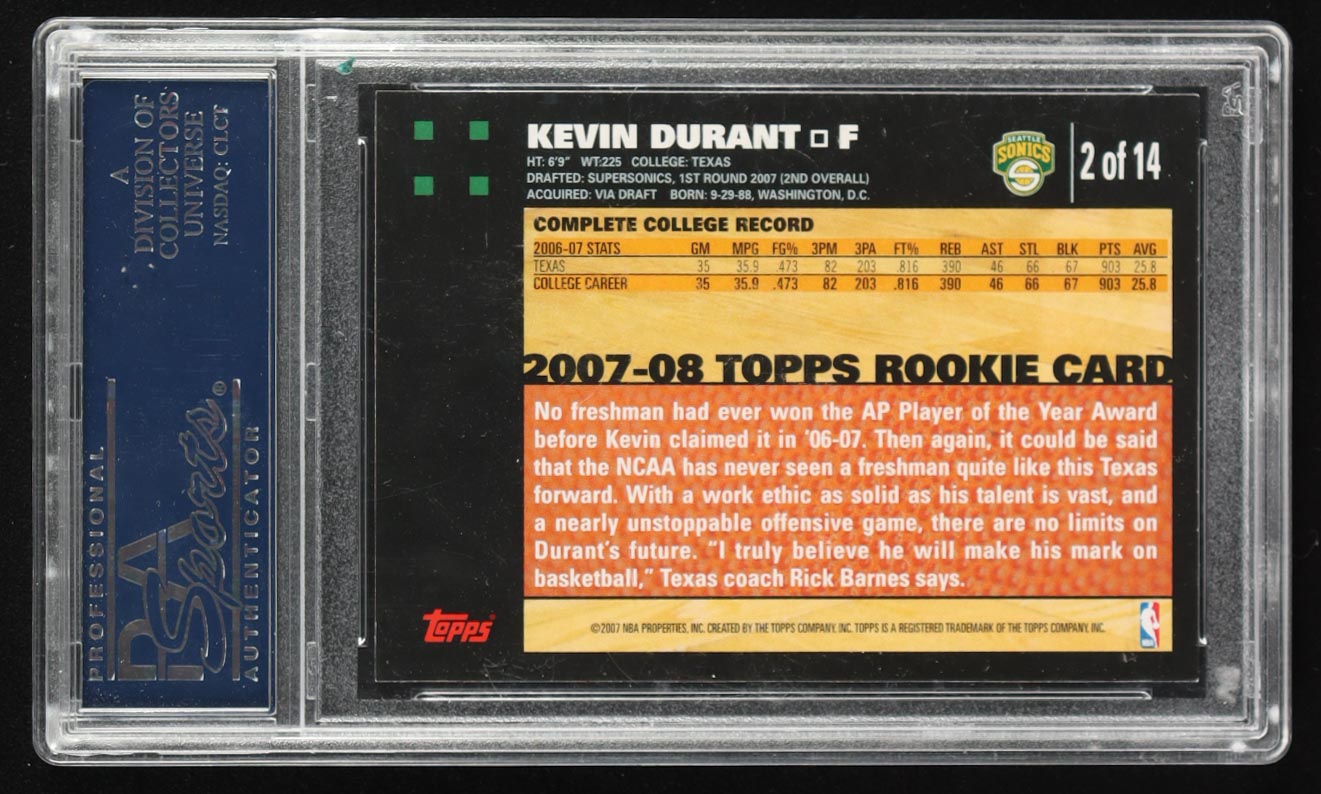 A
DIVISION OF
COLLECTORS
UNIVERSE
NASDAQ: CLCT
PROFESSIONAL
PSA
Sports®
AUTHENTICATOR
KEVIN DURANT □ F
HT: 6'9" WT:225 COLLEGE: TEXAS
DRAFTED: SUPERSONICS, 1ST ROUND 2007 (2ND OVERALL)
ACQUIRED: VIA DRAFT BORN: 9-29-88, WASHINGTON, D.C.
SEATTLE
SONICS
2 of 14
COMPLETE COLLEGE RECORD
2006-07 STATS GM MPG FG% 3PM 3PA FT% REB AST STL BLK PTS AVG
TEXAS 35 35.9 .473 82 203 .816 390 46 66 67 903 25.8
COLLEGE CAREER 35 35.9 .473 82 203 .816 390 46 66 67 903 25.8
2007-08 TOPPS ROOKIE CARD
No freshman had ever won the AP Player of the Year Award
before Kevin claimed it in '06-07. Then again, it could be said
that the NCAA has never seen a freshman quite like this Texas
forward. With a work ethic as solid as his talent is vast, and
a nearly unstoppable offensive game, there are no limits on
Durant's future. "I truly believe he will make his mark on
basketball," Texas coach Rick Barnes says.
Topps®
©2007 NBA PROPERTIES, INC. CREATED BY THE TOPPS COMPANY, INC. TOPPS IS A REGISTERED TRADEMARK OF THE TOPPS COMPANY, INC.
NBA